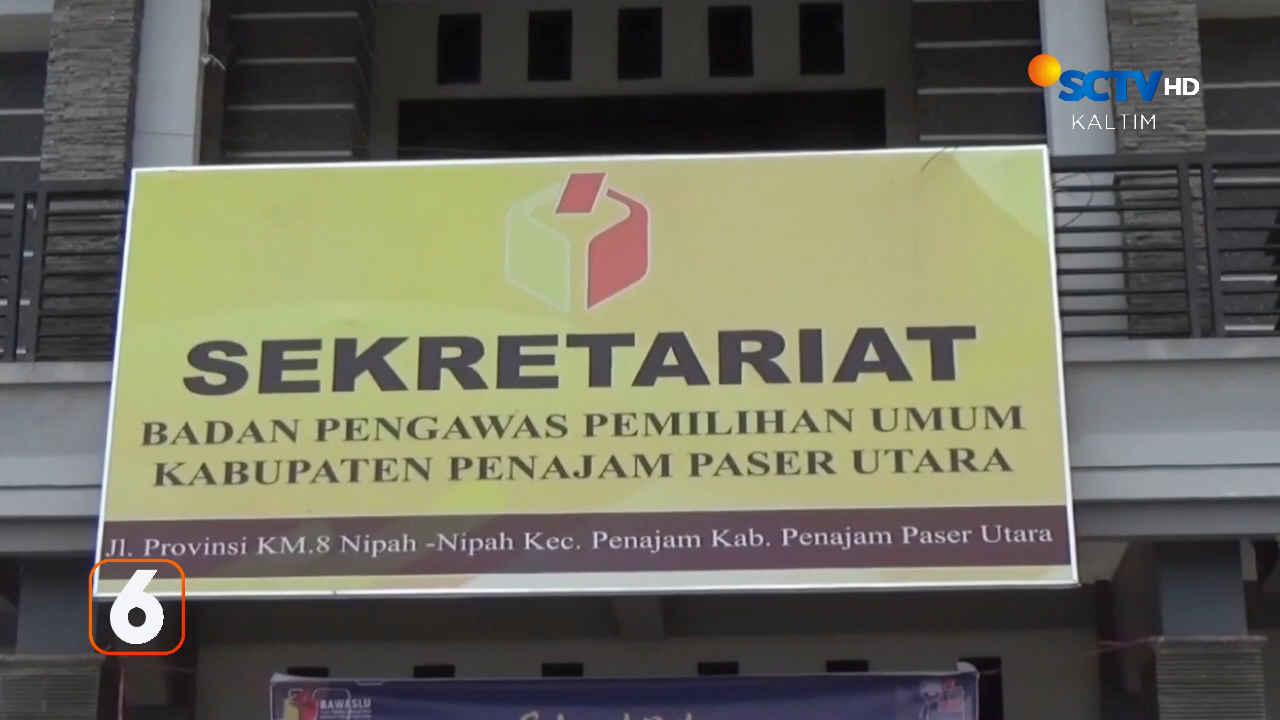 SCTV HD
KALTIM
SEKRETARIAT
BADAN PENGAWAS PEMILIHAN UMUM
KABUPATEN PENAJAM PASER UTARA
Jl. Provinsi KM.8 Nipah -Nipah Kec. Penajam Kab. Penajam Paser Utara
6
BAWASLU